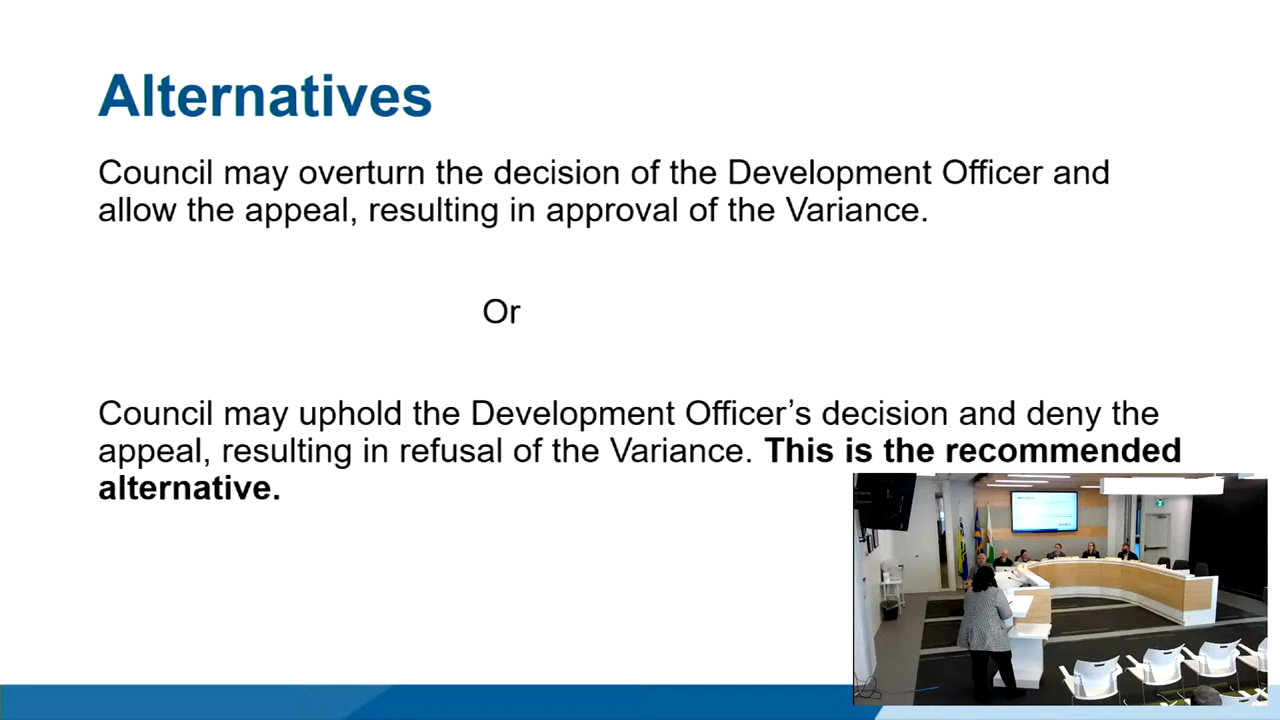 Alternatives
Council may overturn the decision of the Development Officer and
allow the appeal, resulting in approval of the Variance.
Or
Council may uphold the Development Officer’s decision and deny the
appeal, resulting in refusal of the Variance. This is the recommended
alternative.